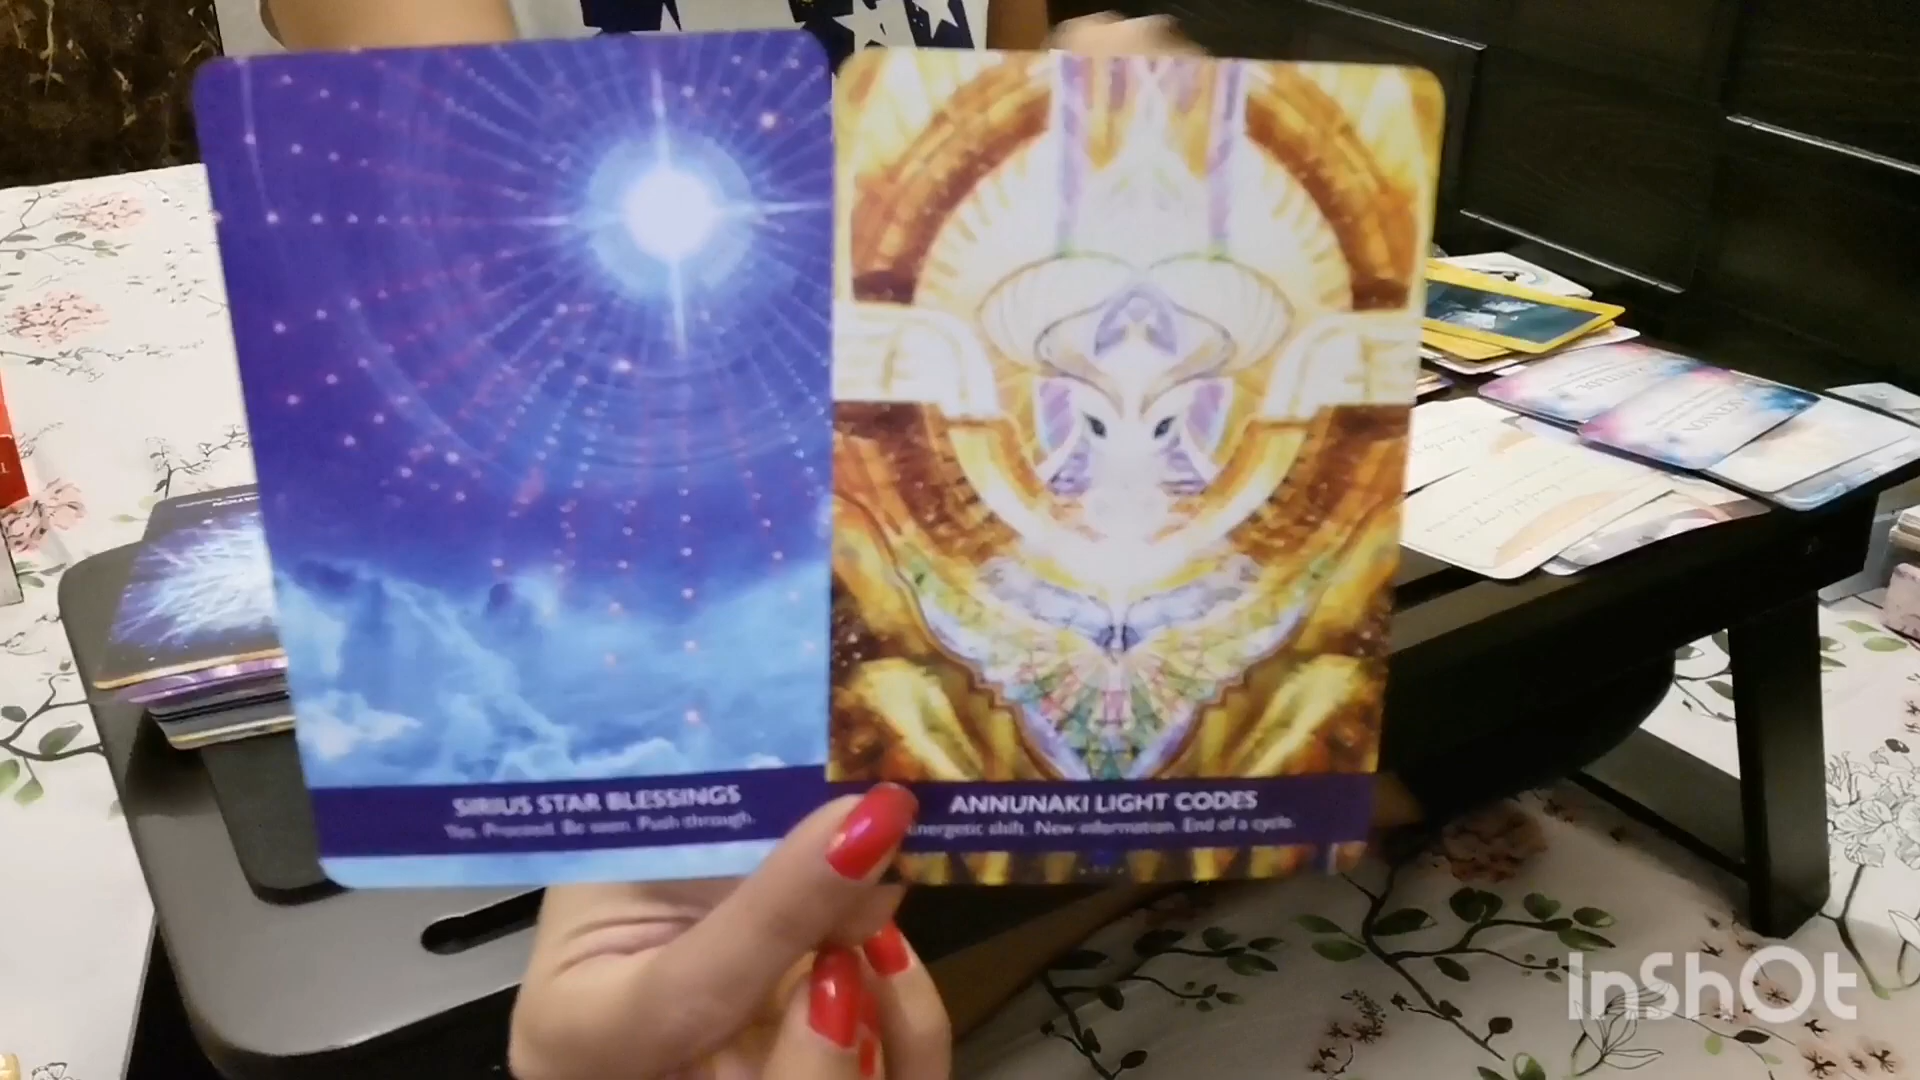 SIRIUS STAR BLESSINGS
Yes. Proceed. Be seen. Push through.
ANNUNAKI LIGHT CODES
Energetic shift. New information. End of a cycle.
InShOt